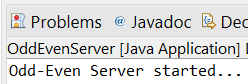 Problems @ Javadoc Dec
OddEvenServer [Java Application]
Odd-Even Server started...